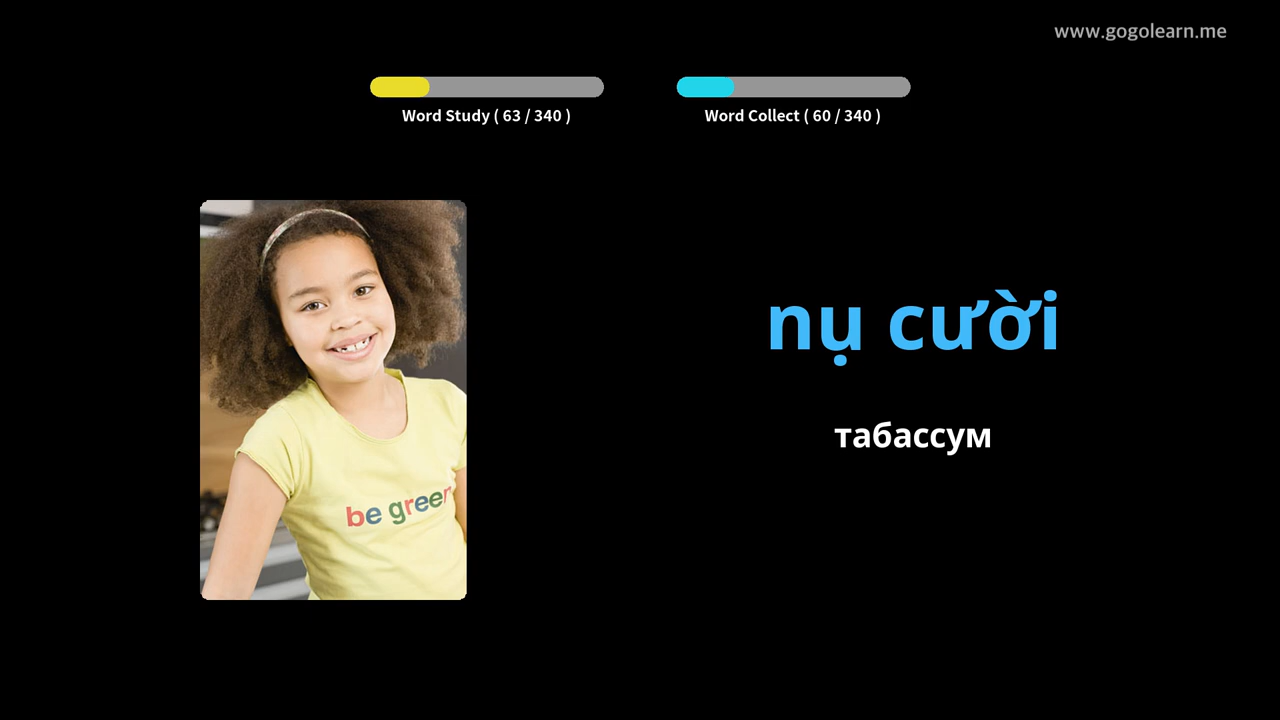 www.gogolearn.me
Word Study ( 63 / 340 )
Word Collect ( 60 / 340 )
nụ cười
табассум
be green